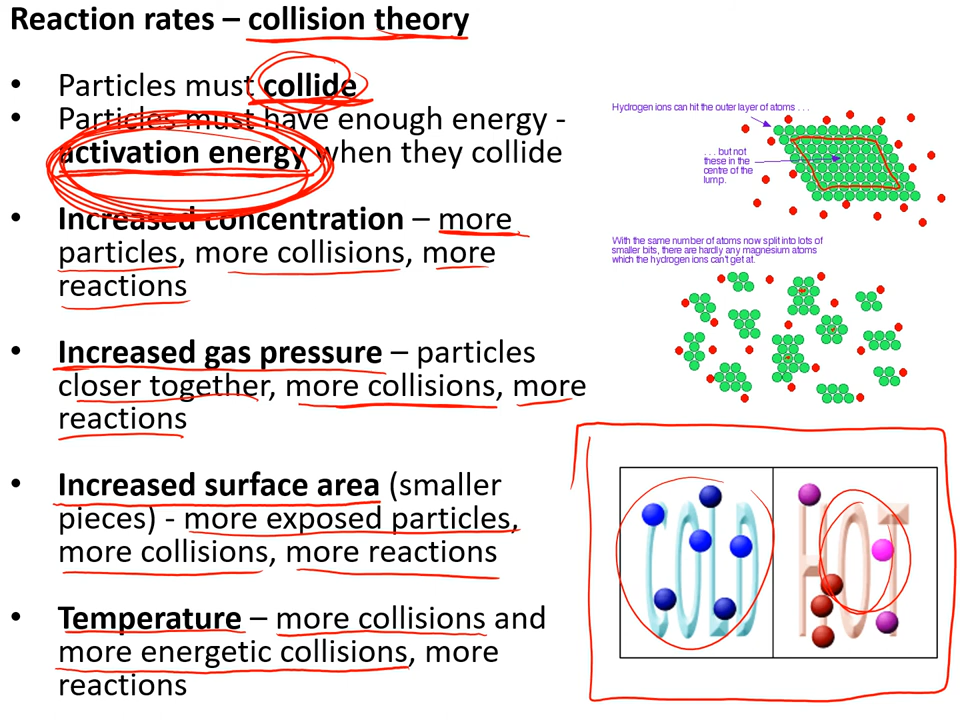 Reaction rates – collision theory
• Particles must collide
• Particles must have enough energy -
activation energy when they collide
• Increased concentration – more
particles, more collisions, more
reactions
• Increased gas pressure – particles
closer together, more collisions, more
reactions
• Increased surface area (smaller
pieces) - more exposed particles,
more collisions, more reactions
• Temperature – more collisions and
more energetic collisions, more
reactions
Hydrogen ions can hit the outer layer of atoms . . .
. . . but not
these in the
centre of the
lump.
With the same number of atoms now split into lots of
smaller bits, there are hardly any magnesium atoms
which the hydrogen ions can't get at.
COLD
HOT